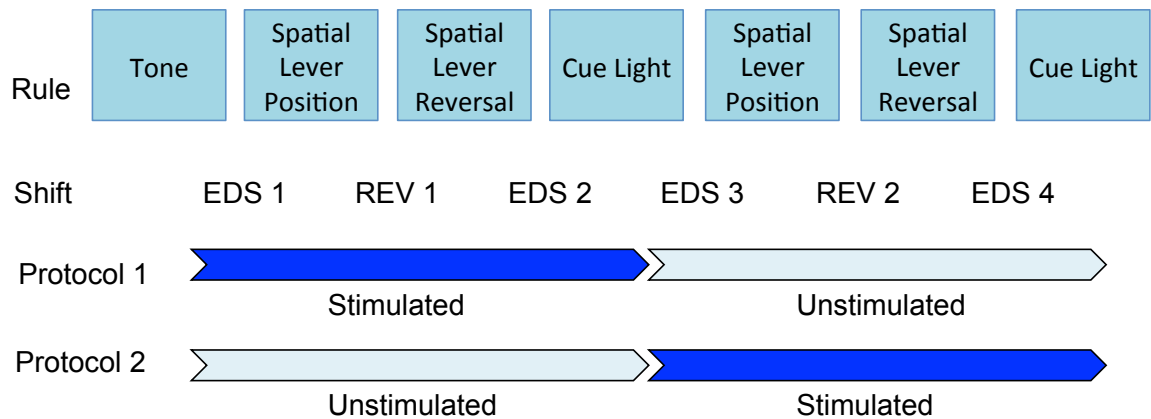 Rule
Tone
Spatial
Lever
Position
Spatial
Lever
Reversal
Cue Light
Spatial
Lever
Position
Spatial
Lever
Reversal
Cue Light
Shift EDS 1 REV 1 EDS 2 EDS 3 REV 2 EDS 4
Protocol 1
Stimulated Unstimulated
Protocol 2
Unstimulated Stimulated